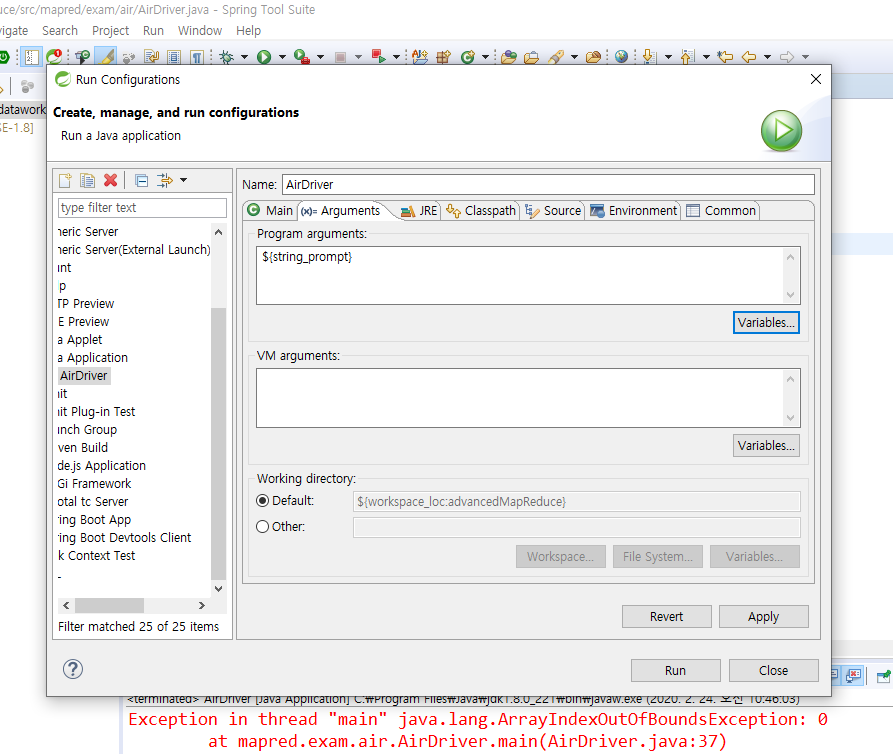 uce/src/mapred/exam/air/AirDriver.java - Spring Tool Suite
vigate Search Project Run Window Help
Run Configurations
Create, manage, and run configurations
Run a Java application
datawork
SE-1.8]
type filter text
neric Server
neric Server(External Launch)
TP Preview
E Preview
a Applet
a Application
AirDriver
nit
nit Plug-in Test
unch Group
ven Build
de.js Application
Gi Framework
otal tc Server
ring Boot App
ring Boot Devtools Client
k Context Test
Filter matched 25 of 25 items
Name: AirDriver
Main (x)= Arguments JRE Classpath Source Environment Common
Program arguments:
${string_prompt}
Variables...
VM arguments:
Variables...
Working directory:
Default: ${workspace_loc:advancedMapReduce}
Other:
Workspace... File System... Variables...
Revert Apply
Run Close
<terminated> AirDriver [Java Application] C:₩Program Files₩Java₩jdk1.8.0_221₩bin₩javaw.exe (2020. 2. 24. 오전 10:46:03)
Exception in thread "main" java.lang.ArrayIndexOutOfBoundsException: 0
at mapred.exam.air.AirDriver.main(AirDriver.java:37)